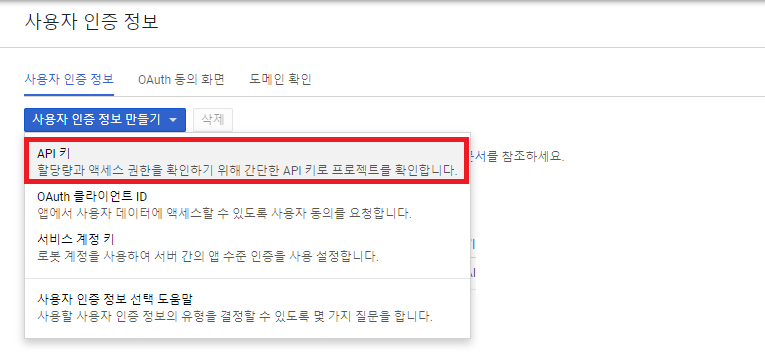 사용자 인증 정보
사용자 인증 정보 OAuth 동의 화면 도메인 확인
사용자 인증 정보 만들기 삭제
API 키
할당량과 액세스 권한을 확인하기 위해 간단한 API 키로 프로젝트를 확인합니다.
를 참조하세요.
OAuth 클라이언트 ID
앱에서 사용자 데이터에 액세스할 수 있도록 사용자 동의를 요청합니다.
서비스 계정 키
로봇 계정을 사용하여 서버 간의 앱 수준 인증을 사용 설정합니다.
사용자 인증 정보 선택 도움말
사용할 사용자 인증 정보의 유형을 결정할 수 있도록 몇 가지 질문을 합니다.